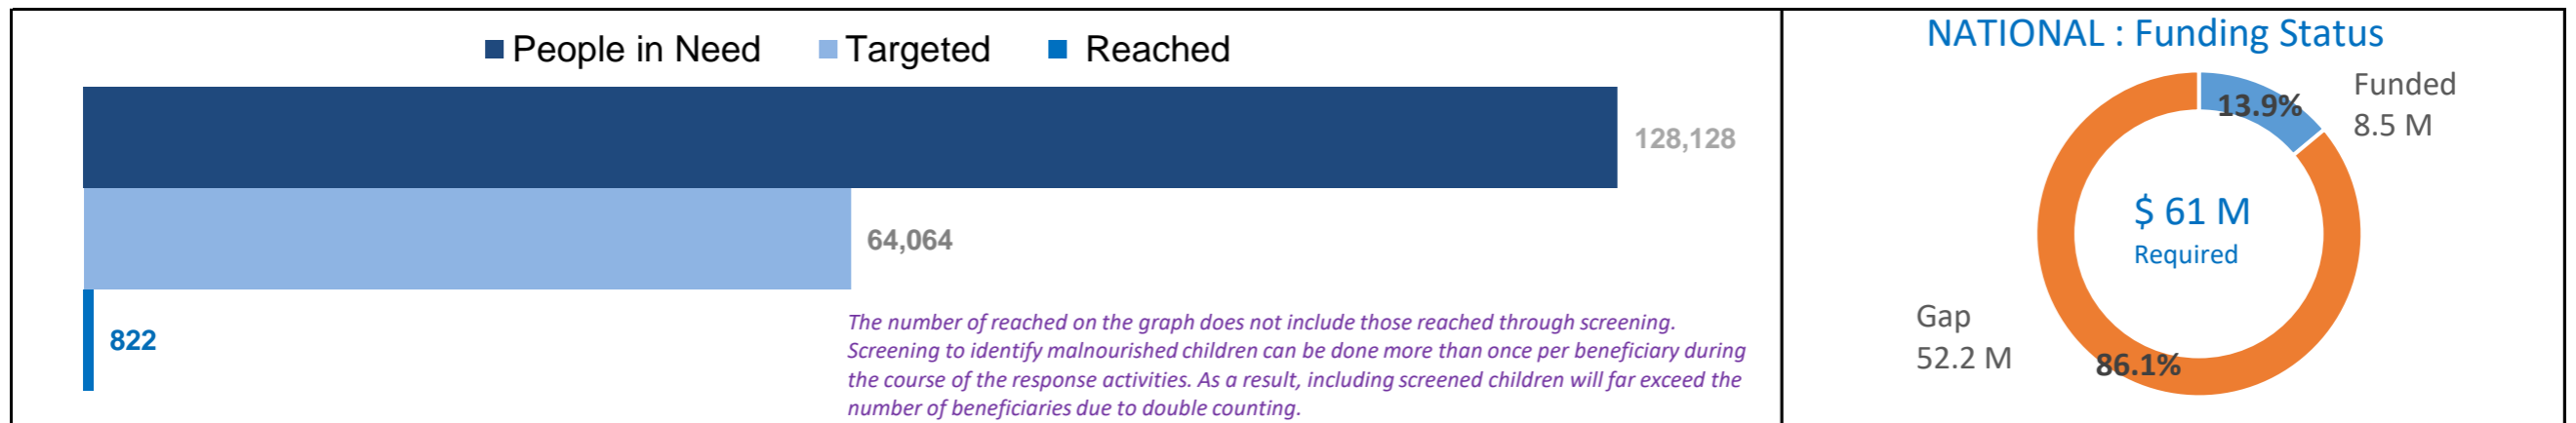 People in Need Targeted Reached
128,128
64,064
822
The number of reached on the graph does not include those reached through screening.
Screening to identify malnourished children can be done more than once per beneficiary during
the course of the response activities. As a result, including screened children will far exceed the
number of beneficiaries due to double counting.
NATIONAL : Funding Status
Funded
8.5 M
13.9%
$ 61 M
Required
Gap
52.2 M
86.1%